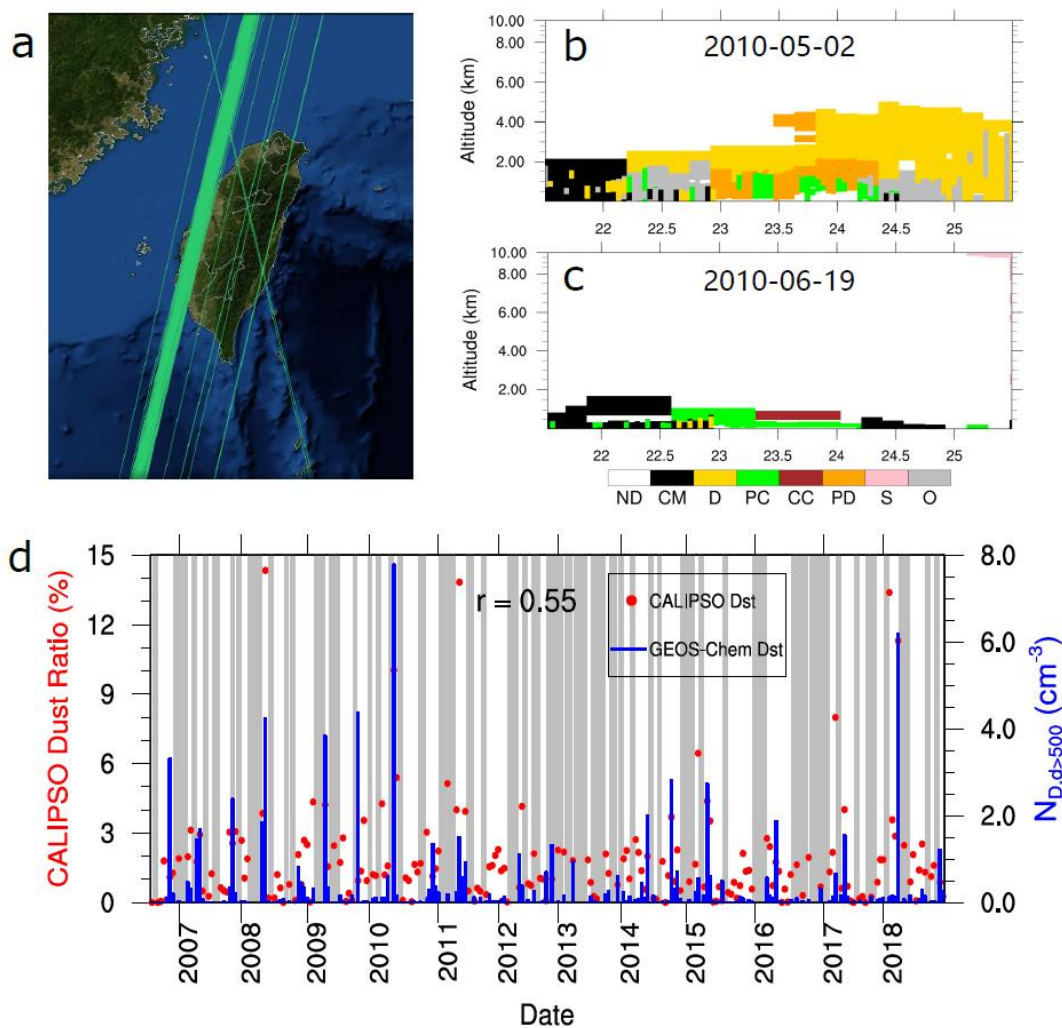 a
b
2010-05-02
Altitude (km)
10.00
8.00
6.00
4.00
2.00
22 22.5 23 23.5 24 24.5 25
c
2010-06-19
Altitude (km)
10.00
8.00
6.00
4.00
2.00
22 22.5 23 23.5 24 24.5 25
ND CM D PC CC PD S O
d
CALIPSO Dust Ratio (%)
15
12
9
6
3
0
r = 0.55
CALIPSO Dst
GEOS-Chem Dst
8.0
6.0
4.0
2.0
0.0
N_D,d>500 (cm⁻³)
2007 2008 2009 2010 2011 2012 2013 2014 2015 2016 2017 2018
Date